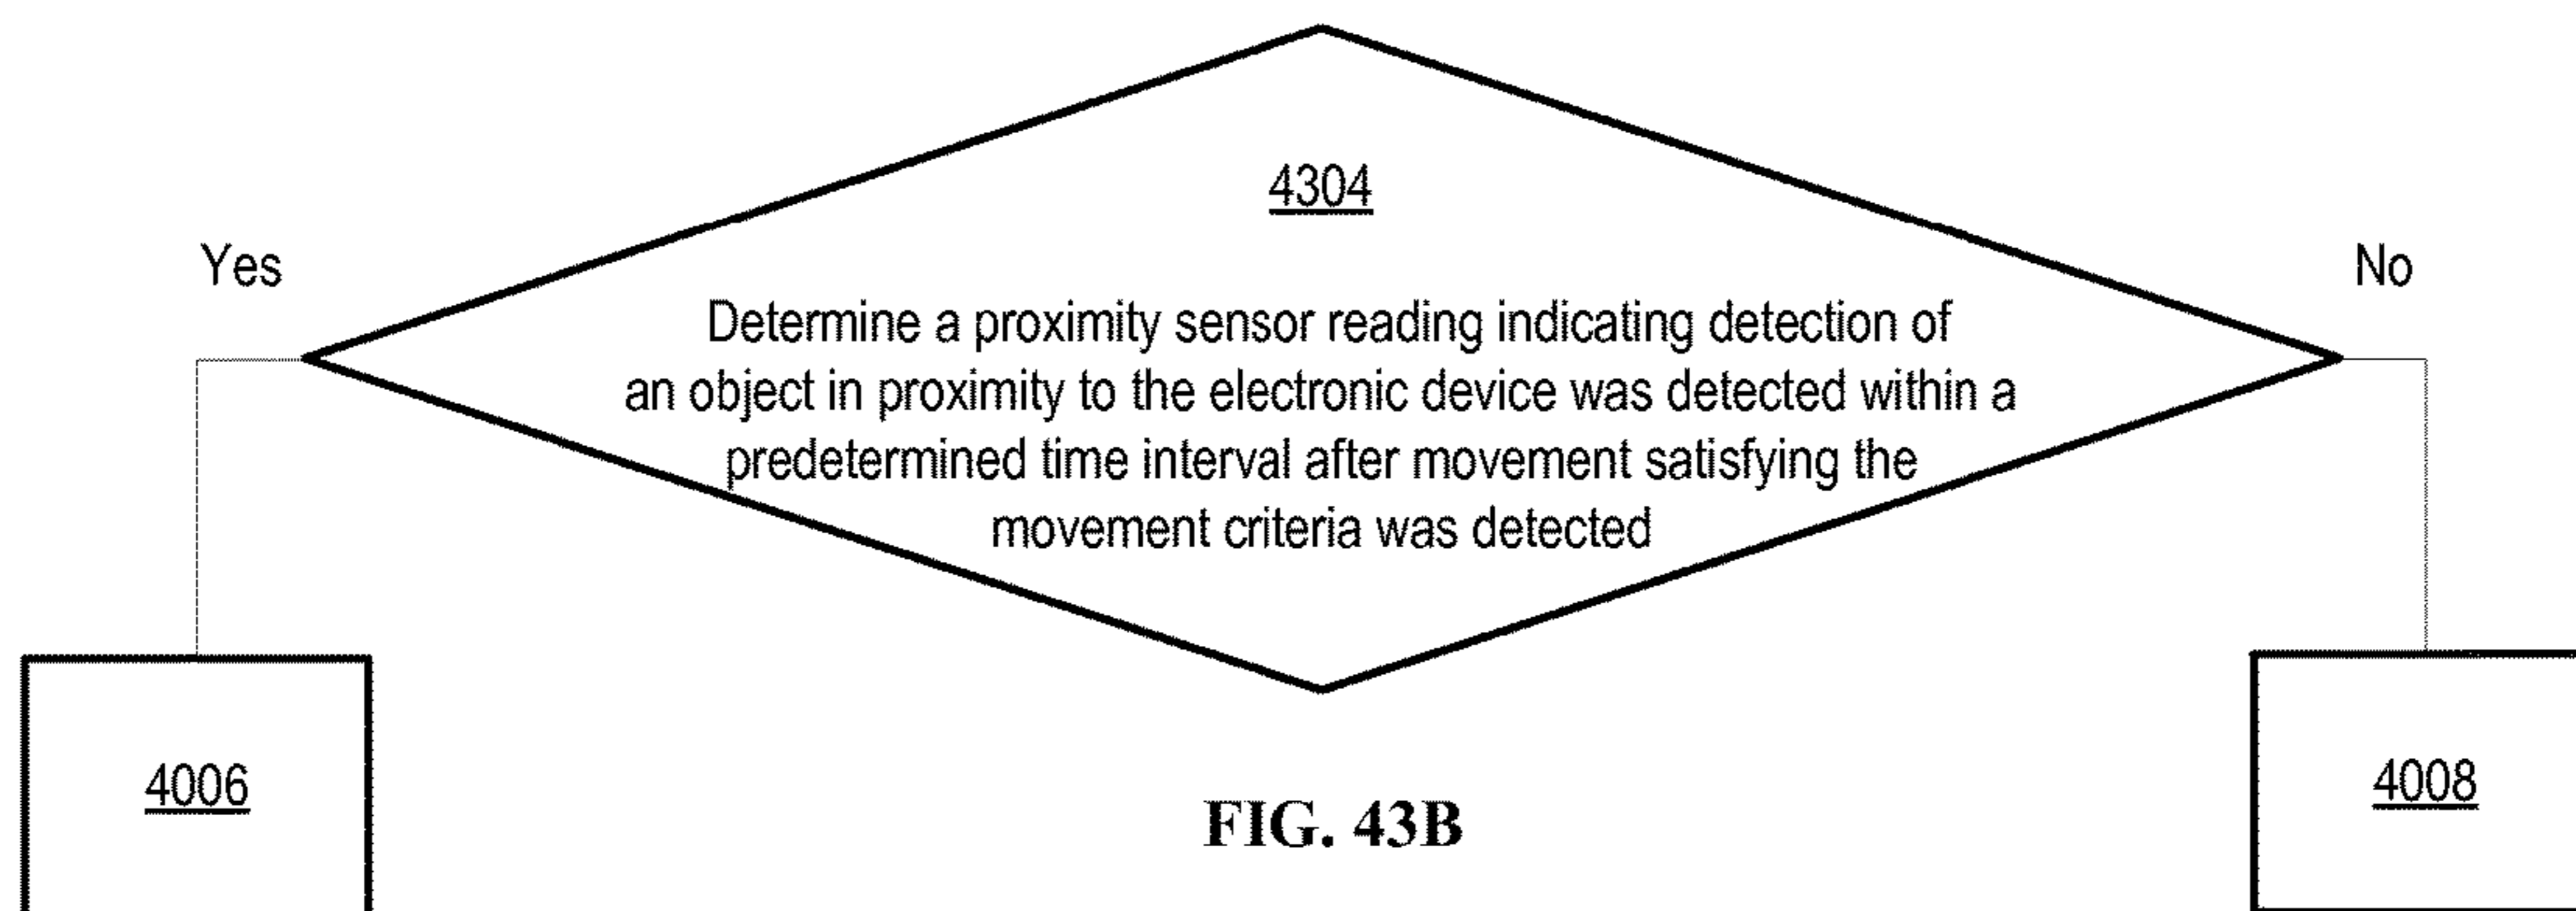 4304
Yes
No
Determine a proximity sensor reading indicating detection of
an object in proximity to the electronic device was detected within a
predetermined time interval after movement satisfying the
movement criteria was detected
4006
4008
FIG. 43B